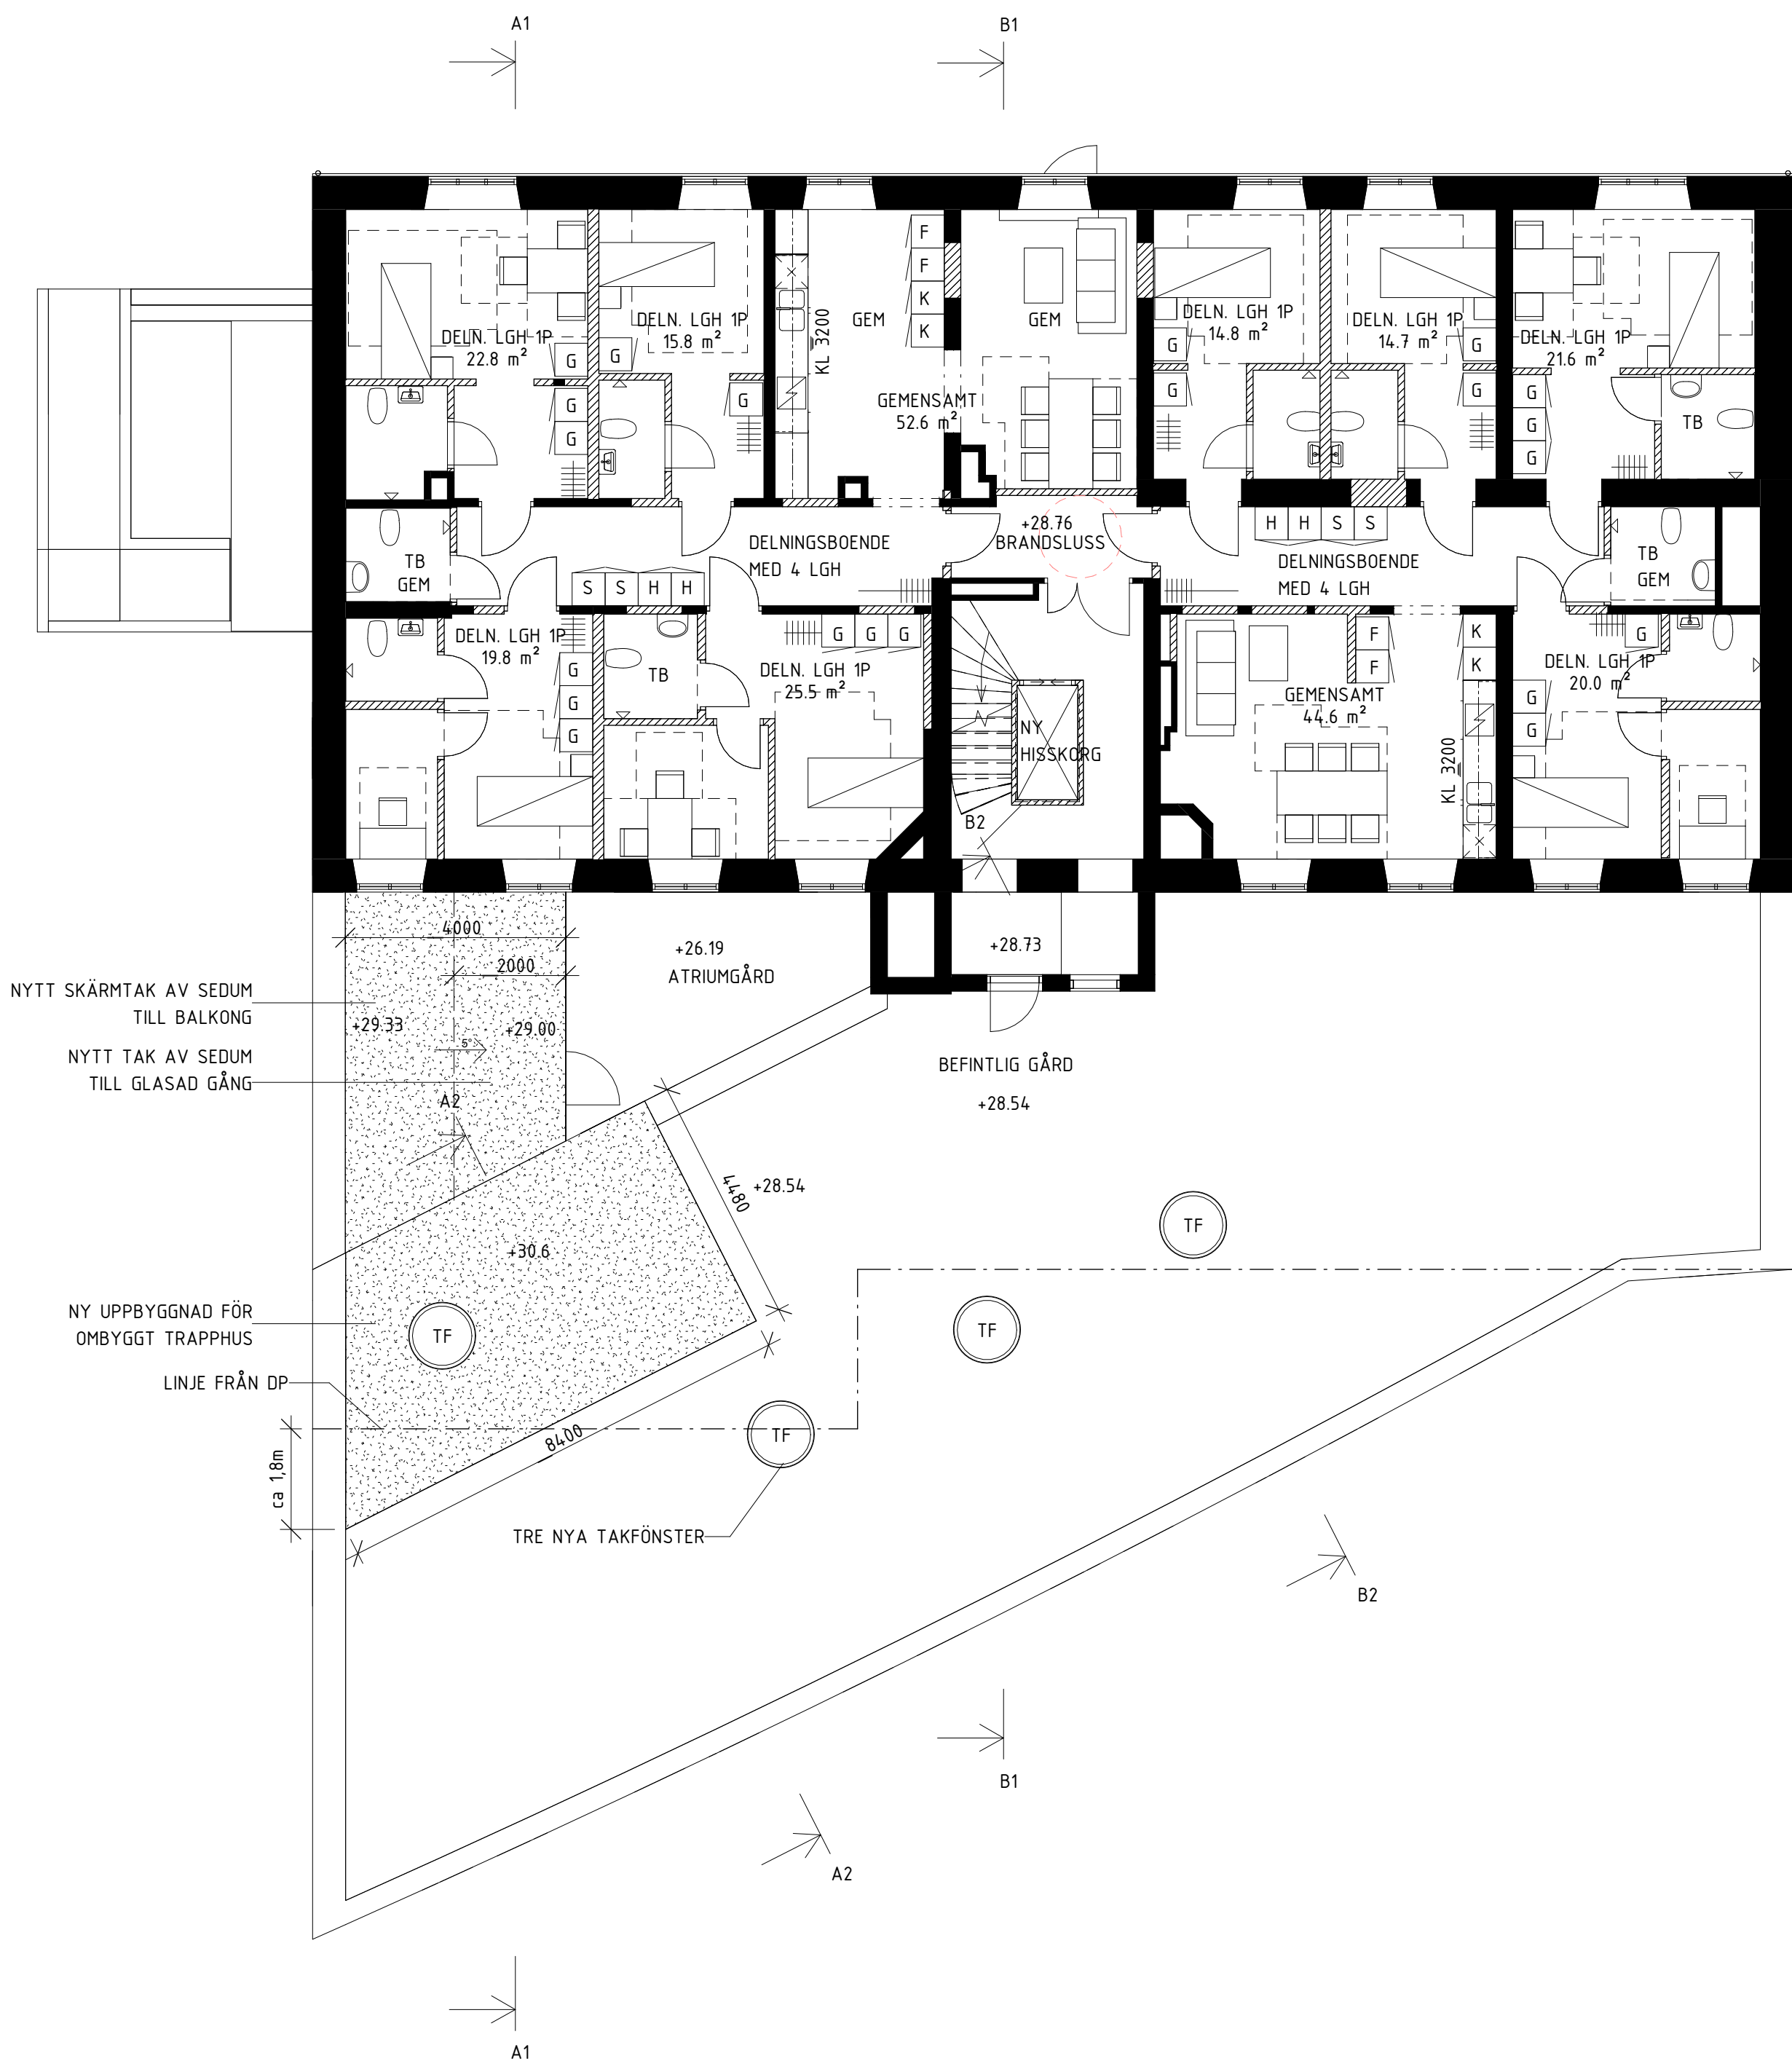 A1
B1
DELN. LGH 1P
22.8 m²
G
G
G
DELN. LGH 1P
15.8 m²
G
G
KL 3200
GEM
F
F
K
K
GEMENSAMT
52.6 m²
GEM
DELN. LGH 1P
14.8 m²
G
G
DELN. LGH 1P
14.7 m²
G
G
DELN. LGH 1P
21.6 m²
G
G
G
TB
TB
GEM
S S H H
DELNINGSBOENDE
MED 4 LGH
+28.76
BRANDSLUSS
H H S S
DELNINGSBOENDE
MED 4 LGH
TB
GEM
DELN. LGH 1P
19.8 m²
G
G
G
TB
DELN. LGH 1P
25.5 m²
G G G
NY
HISSKORG
B2
GEMENSAMT
44.6 m²
F
F
K
K
KL 3200
DELN. LGH 1P
20.0 m²
G
G
G
4000
2000
+26.19
ATRIUMGÅRD
+28.73
NYTT SKÄRMTAK AV SEDUM
TILL BALKONG
+29.33
+29.00
5°
NYTT TAK AV SEDUM
TILL GLASAD GÅNG
A2
BEFINTLIG GÅRD
+28.54
4480
+28.54
TF
+30.6
NY UPPBYGGNAD FÖR
OMBYGGT TRAPPHUS
TF
TF
LINJE FRÅN DP
8400
TF
ca 1,8m
TRE NYA TAKFÖNSTER
B2
B1
A2
A1